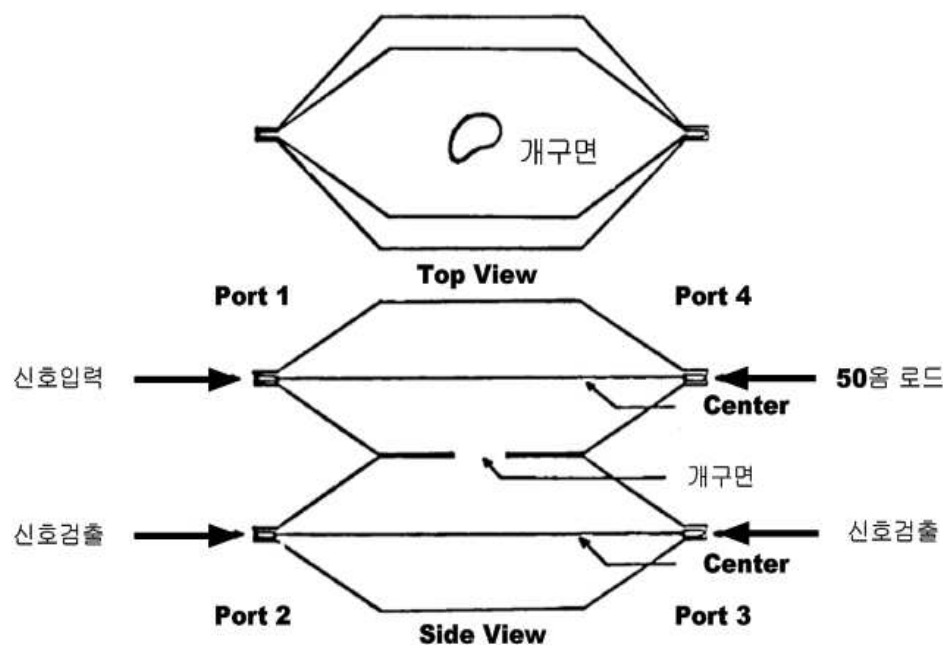 개구면
Top View
Port 1
Port 4
신호입력
50옴 로드
Center
개구면
신호검출
신호검출
Center
Port 2
Port 3
Side View